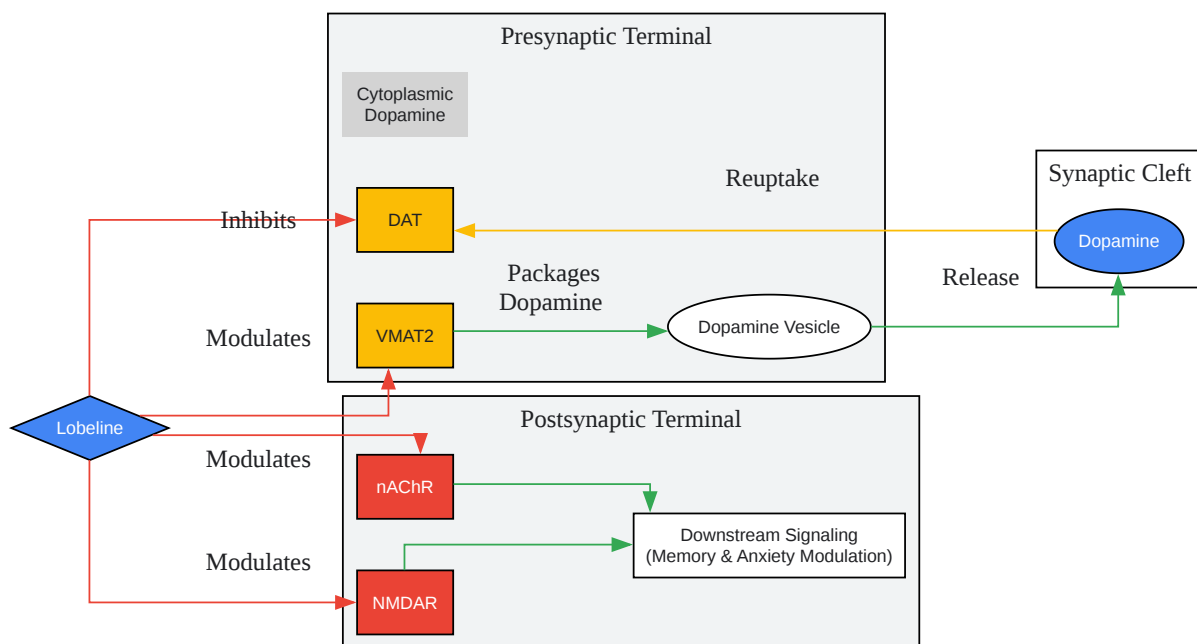 Presynaptic Terminal
Cytoplasmic
Dopamine
Synaptic Cleft
Reuptake
Inhibits
DAT
Dopamine
Packages
Dopamine
Release
Modulates
VMAT2
Dopamine Vesicle
Postsynaptic Terminal
Lobeline
Modulates
nAChR
Downstream Signaling
(Memory & Anxiety Modulation)
Modulates
NMDAR